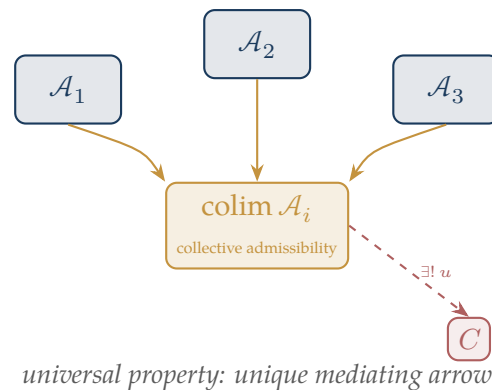 𝒜₂
𝒜₁
𝒜₃
colim 𝒜ᵢ
collective admissibility
∃! u
C
universal property: unique mediating arrow